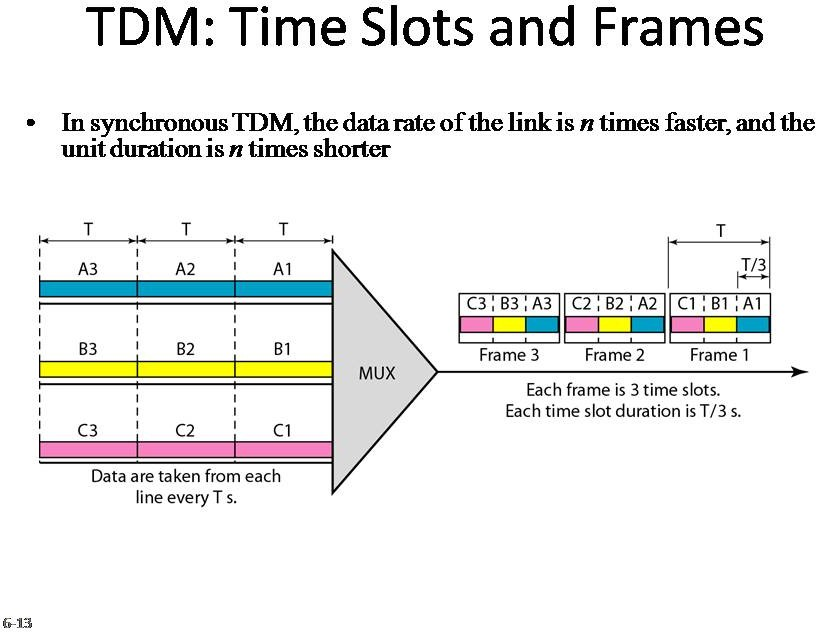 TDM: Time Slots and Frames
• In synchronous TDM, the data rate of the link is n times faster, and the
unit duration is n times shorter
T T T
A3 A2 A1
B3 B2 B1
C3 C2 C1
Data are taken from each
line every T s.
MUX
T
T/3
C3 B3 A3 C2 B2 A2 C1 B1 A1
Frame 3 Frame 2 Frame 1
Each frame is 3 time slots.
Each time slot duration is T/3 s.
6-13